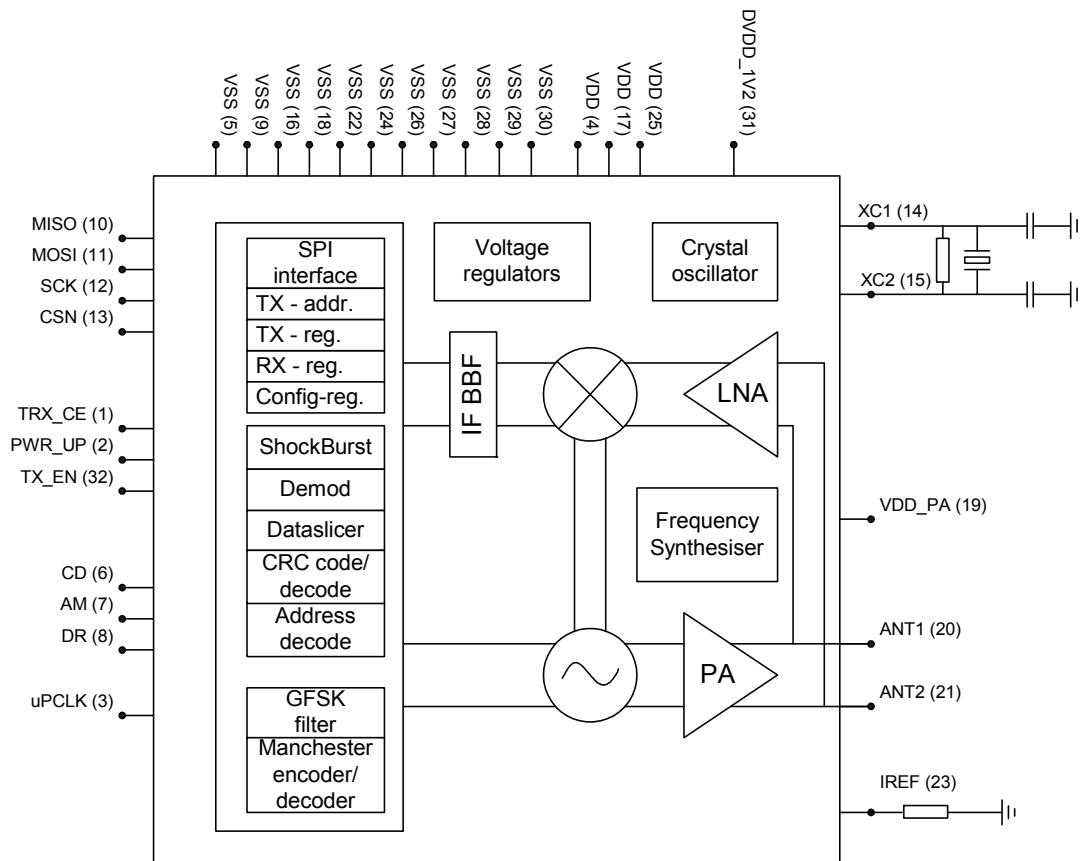 VSS (5)
VSS (9)
VSS (16)
VSS (18)
VSS (22)
VSS (24)
VSS (26)
VSS (27)
VSS (28)
VSS (29)
VSS (30)
VDD (4)
VDD (17)
VDD (25)
DVDD_1V2 (31)
MISO (10)
MOSI (11)
SCK (12)
CSN (13)
TRX_CE (1)
PWR_UP (2)
TX_EN (32)
CD (6)
AM (7)
DR (8)
uPCLK (3)
SPI
interface
TX - addr.
TX - reg.
RX - reg.
Config-reg.
ShockBurst
Demod
Dataslicer
CRC code/
decode
Address
decode
GFSK
filter
Manchester
encoder/
decoder
Voltage
regulators
Crystal
oscillator
IF BBF
LNA
Frequency
Synthesiser
PA
XC1 (14)
XC2 (15)
VDD_PA (19)
ANT1 (20)
ANT2 (21)
IREF (23)